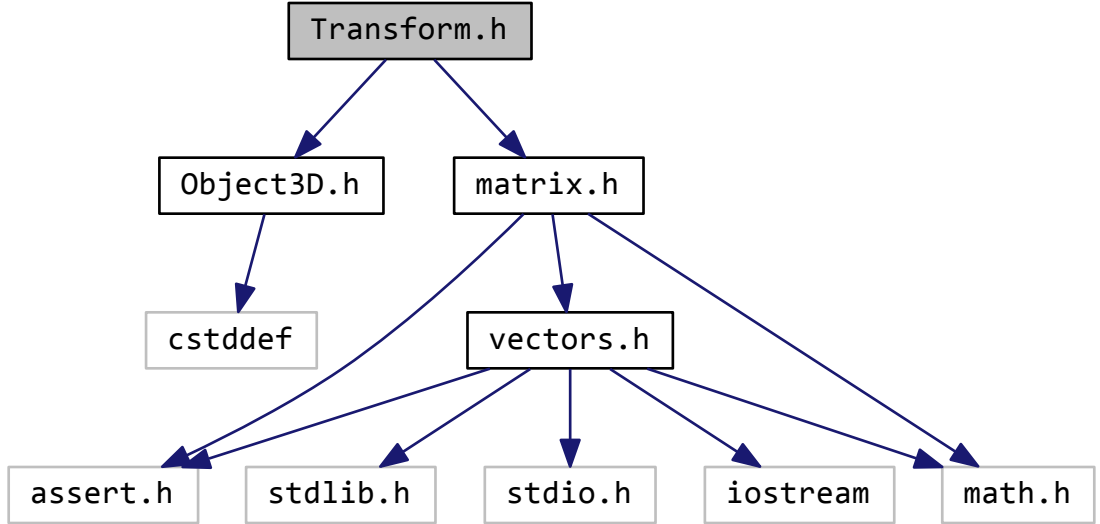 Transform.h
Object3D.h
matrix.h
cstddef
vectors.h
assert.h
stdlib.h
stdio.h
iostream
math.h